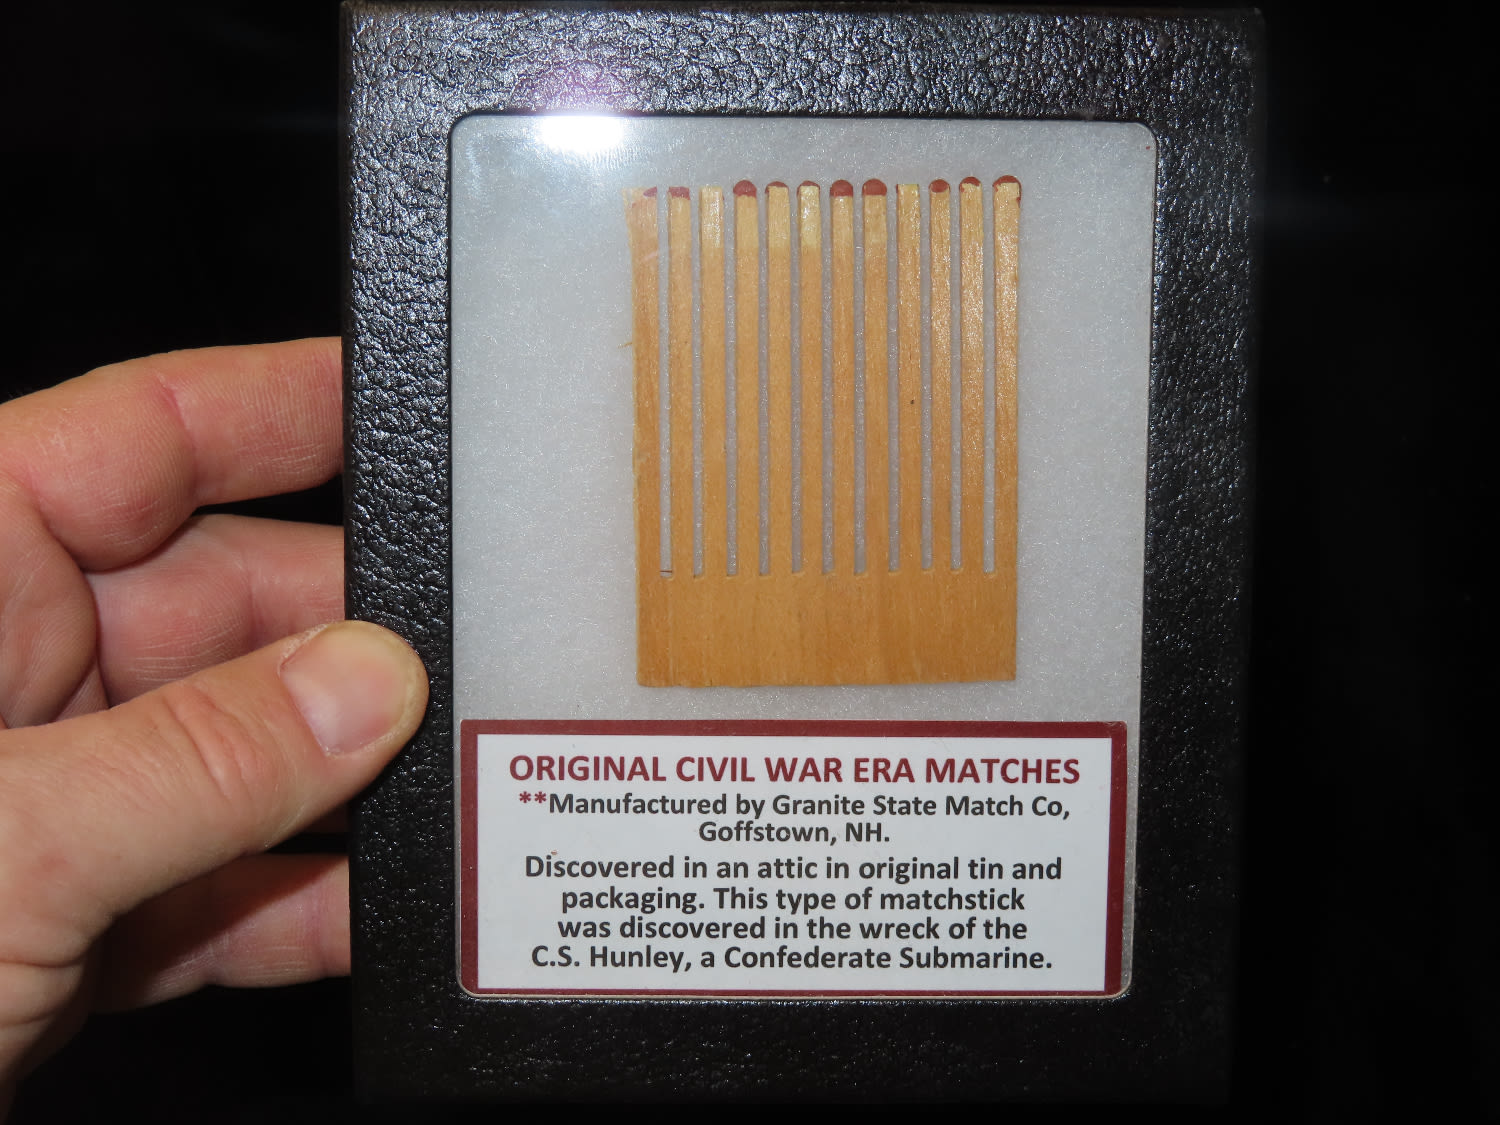 ORIGINAL CIVIL WAR ERA MATCHES
**Manufactured by Granite State Match Co,
Goffstown, NH.
Discovered in an attic in original tin and
packaging. This type of matchstick
was discovered in the wreck of the
C.S. Hunley, a Confederate Submarine.